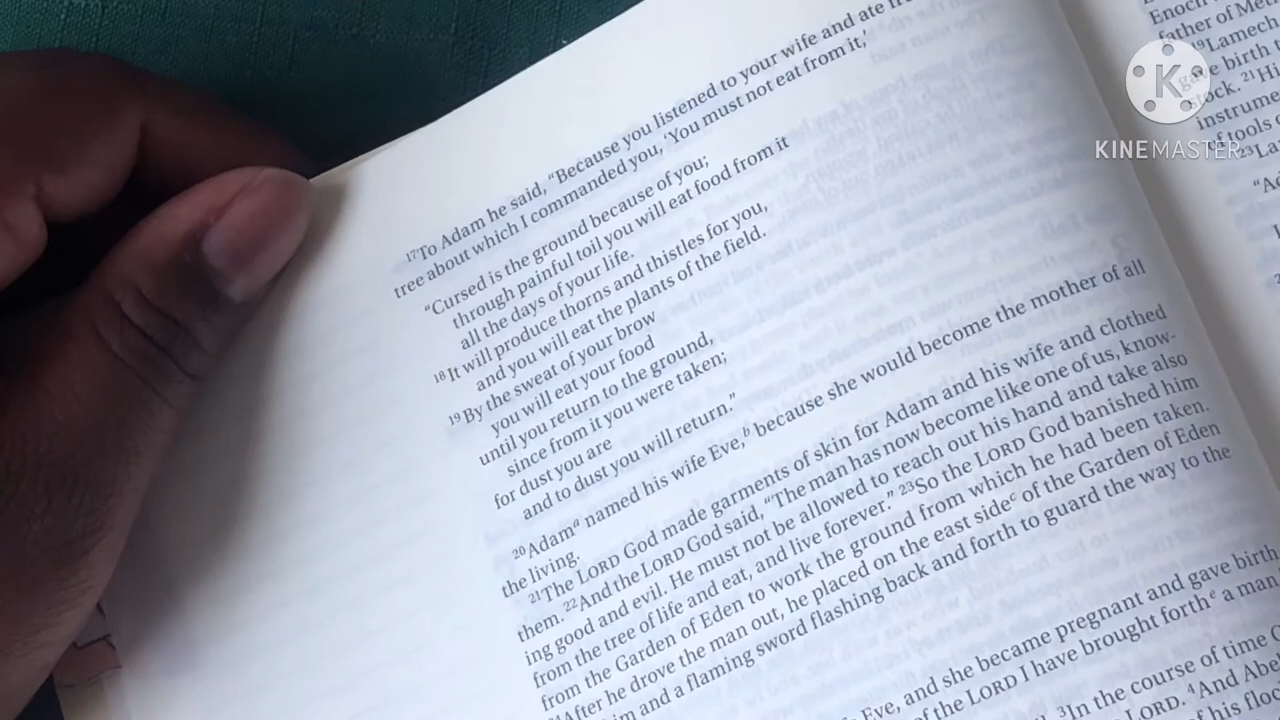 17To Adam he said, “Because you listened to your wife and ate
tree about which I commanded you, ‘You must not eat from it,’
“Cursed is the ground because of you;
through painful toil you will eat food from it
all the days of your life.
18It will produce thorns and thistles for you,
and you will eat the plants of the field.
19By the sweat of your brow
you will eat your food
until you return to the ground,
since from it you were taken;
for dust you are
and to dust you will return.”
20Adama named his wife Eve,b because she would become the mother of all
the living.
21The LORD God made garments of skin for Adam and his wife and clothed
them. 22And the LORD God said, “The man has now become like one of us, know-
ing good and evil. He must not be allowed to reach out his hand and take also
from the tree of life and eat, and live forever.” 23So the LORD God banished him
from the Garden of Eden to work the ground from which he had been taken.
After he drove the man out, he placed on the east sidec of the Garden of Eden
and a flaming sword flashing back and forth to guard the way to the
Eve, and she became pregnant and gave birth
of the LORD I have brought forthe a man
3In the course of time
LORD. 4And
of his
Enoch
father of
19Lamech
birth
stock. 21
instrume
of tools
23
KINEMASTER